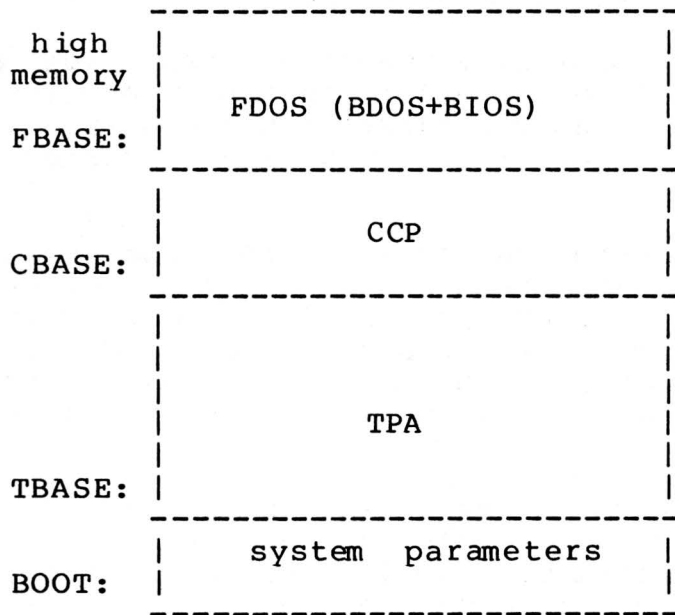 high
memory
FDOS (BDOS+BIOS)
FBASE:
CCP
CBASE:
TPA
TBASE:
system parameters
BOOT: